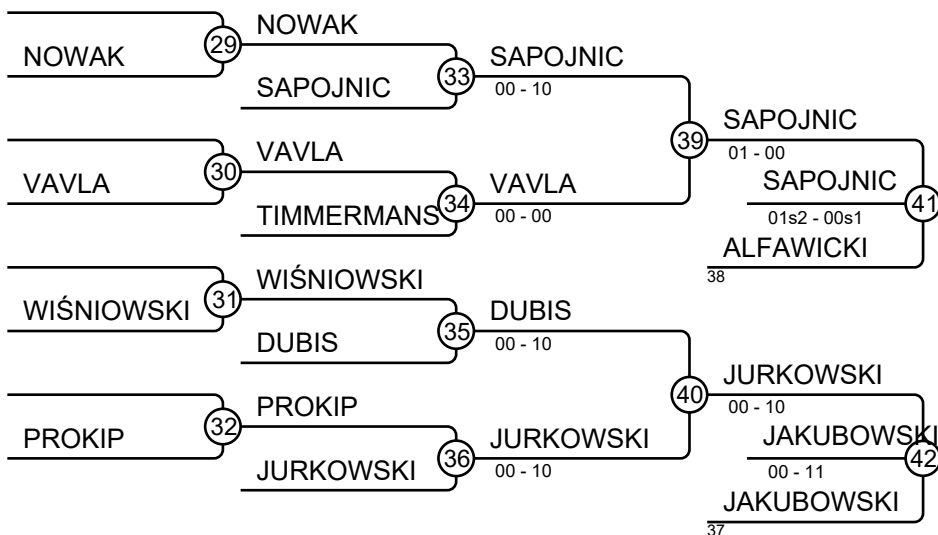 NOWAK
29
NOWAK
SAPOJNIC
33
SAPOJNIC
00 - 10
VAVLA
30
VAVLA
TIMMERMANS
34
VAVLA
00 - 00
39
SAPOJNIC
01 - 00
SAPOJNIC
01s2 - 00s1
41
ALFAWICKI
38
WIŚNIOWSKI
31
WIŚNIOWSKI
DUBIS
35
DUBIS
00 - 10
PROKIP
32
PROKIP
JURKOWSKI
36
JURKOWSKI
00 - 10
40
JURKOWSKI
00 - 10
JAKUBOWSKI
00 - 11
42
JAKUBOWSKI
37